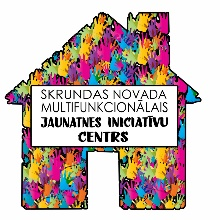 SKRUNDAS NOVADA
MULTIFUNKCIONĀLAIS
JAUNATNES INICIATĪVU
CENTRS